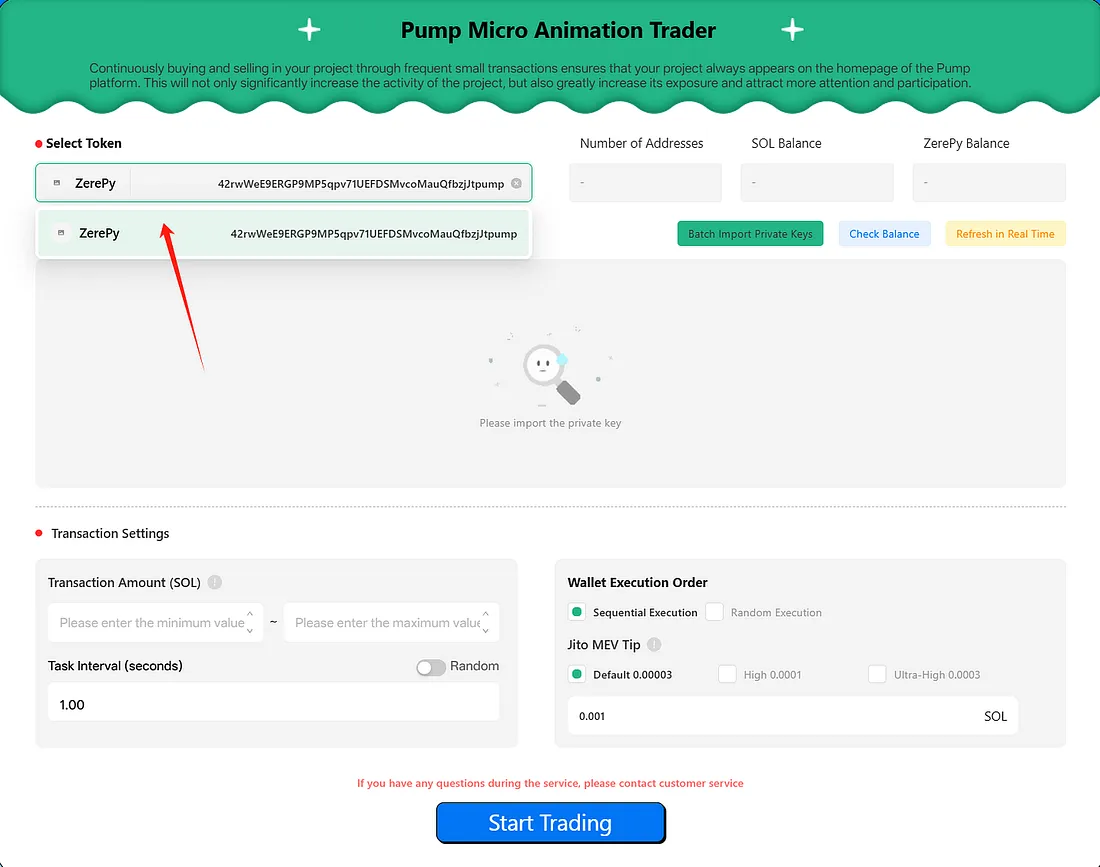 Pump Micro Animation Trader
Continuously buying and selling in your project through frequent small transactions ensures that your project always appears on the homepage of the Pump
platform. This will not only significantly increase the activity of the project, but also greatly increase its exposure and attract more attention and participation.
Select Token
Number of Addresses
SOL Balance
ZerePy Balance
ZerePy
42rwWeE9ERGP9MP5qpv71UEFDSMvcoMauQfbzjJtpump
-
-
-
ZerePy
42rwWeE9ERGP9MP5qpv71UEFDSMvcoMauQfbzjJtpump
Batch Import Private Keys
Check Balance
Refresh in Real Time
Please import the private key
Transaction Settings
Transaction Amount (SOL)
Please enter the minimum value
~
Please enter the maximum value
Task Interval (seconds)
Random
1.00
Wallet Execution Order
Sequential Execution
Random Execution
Jito MEV Tip
Default 0.00003
High 0.0001
Ultra-High 0.0003
0.001
SOL
If you have any questions during the service, please contact customer service
Start Trading